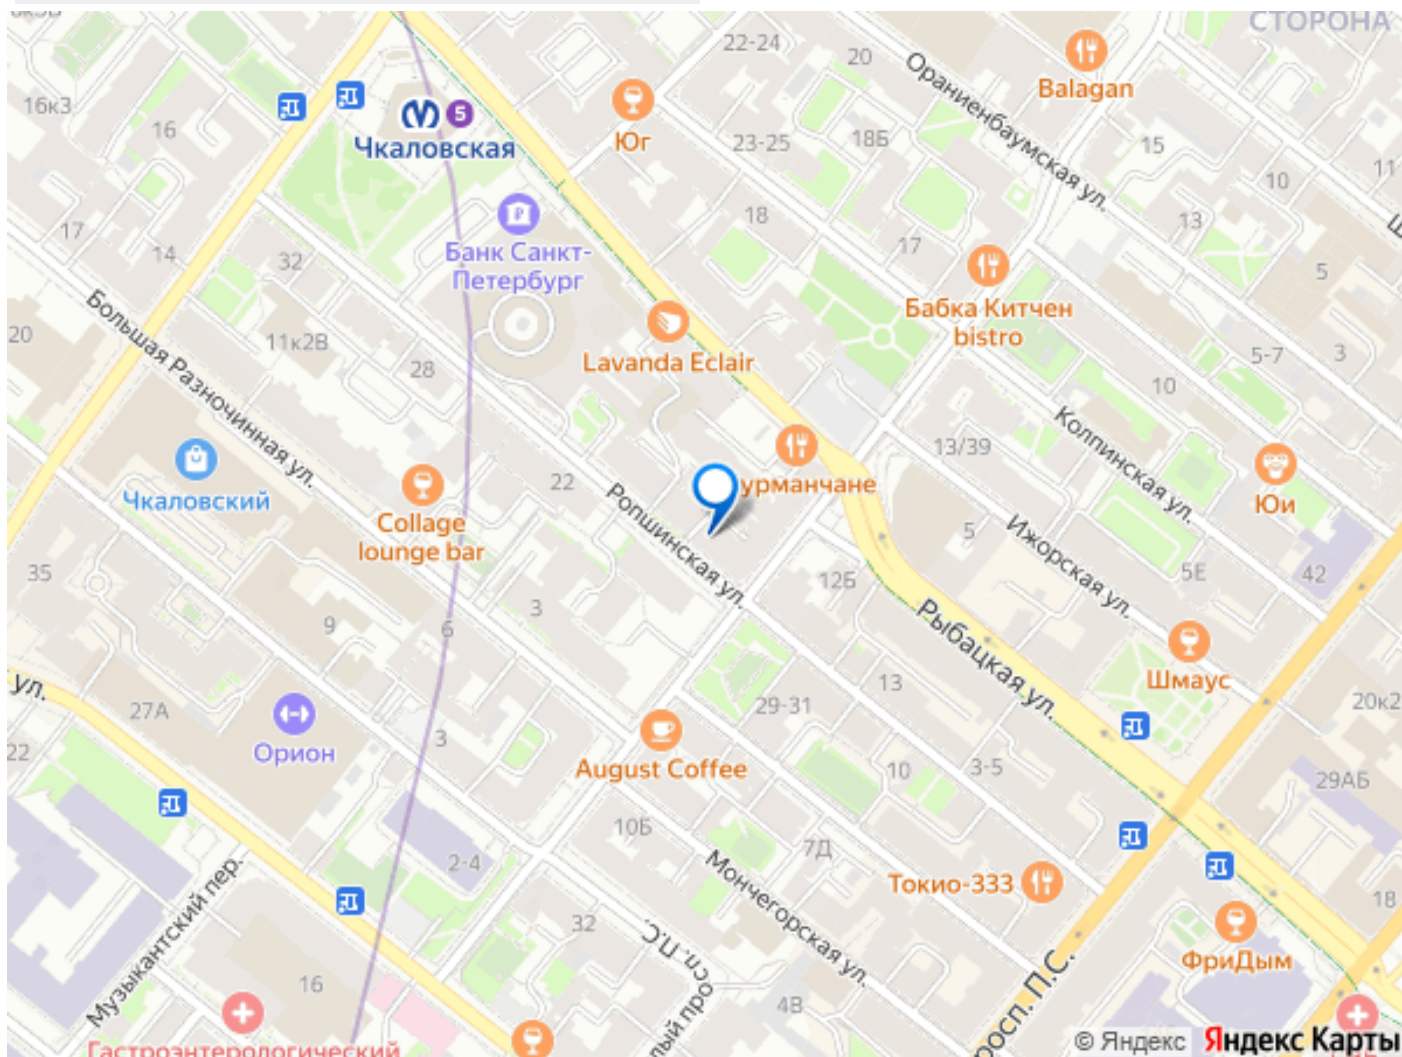 СТОРОНА
22-24
20
Ораниенбаумская ул.
Balagan
16к3
16
5
Чкаловская
Юг
23-25
18Б
15
11
10
17
14
32
Банк Санкт-
Петербург
18
17
13
5
Бабка Китчен
bistro
20
Большая Разночинная ул.
11к2В
28
Lavanda Eclair
5-7
3
10
Колпинская ул.
13/39
Чкаловский
Collage
lounge bar
22
Ропшинская ул.
урманчане
5
Ижорская ул.
Юи
35
9
6
3
12Б
5Е
42
Рыбацкая ул.
Шмаус
ул.
27А
22
Орион
3
29-31
13
20к2
August Coffee
10
3-5
29АБ
2-4
10Б
7Д
Мончегорская ул.
Токио-333
18
Музыкантский пер.
32
просп. П.С.
ФриДым
16
4В
Гастроэнтерологический
© Яндекс Яндекс Карты